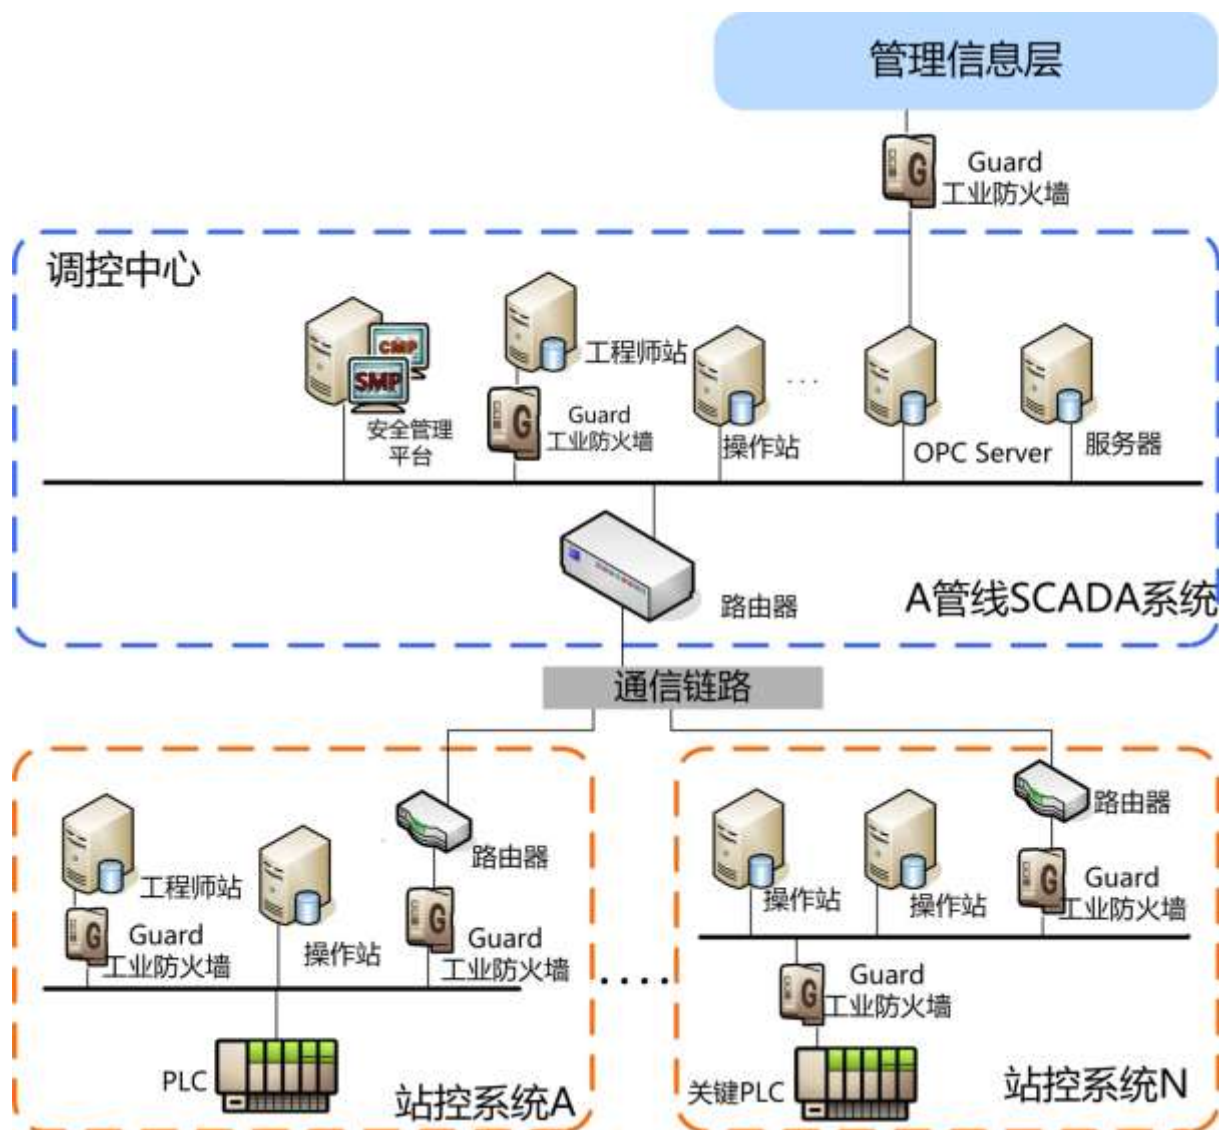 管理信息层
G
Guard
工业防火墙
调控中心
CMP
SMP
安全管理
平台
工程师站
G
Guard
工业防火墙
操作站
...
OPC Server
服务器
路由器
A管线SCADA系统
通信链路
工程师站
G
Guard
工业防火墙
操作站
路由器
G
Guard
工业防火墙
PLC
站控系统A
....
操作站
操作站
路由器
G
Guard
工业防火墙
G
Guard
工业防火墙
关键PLC
站控系统N